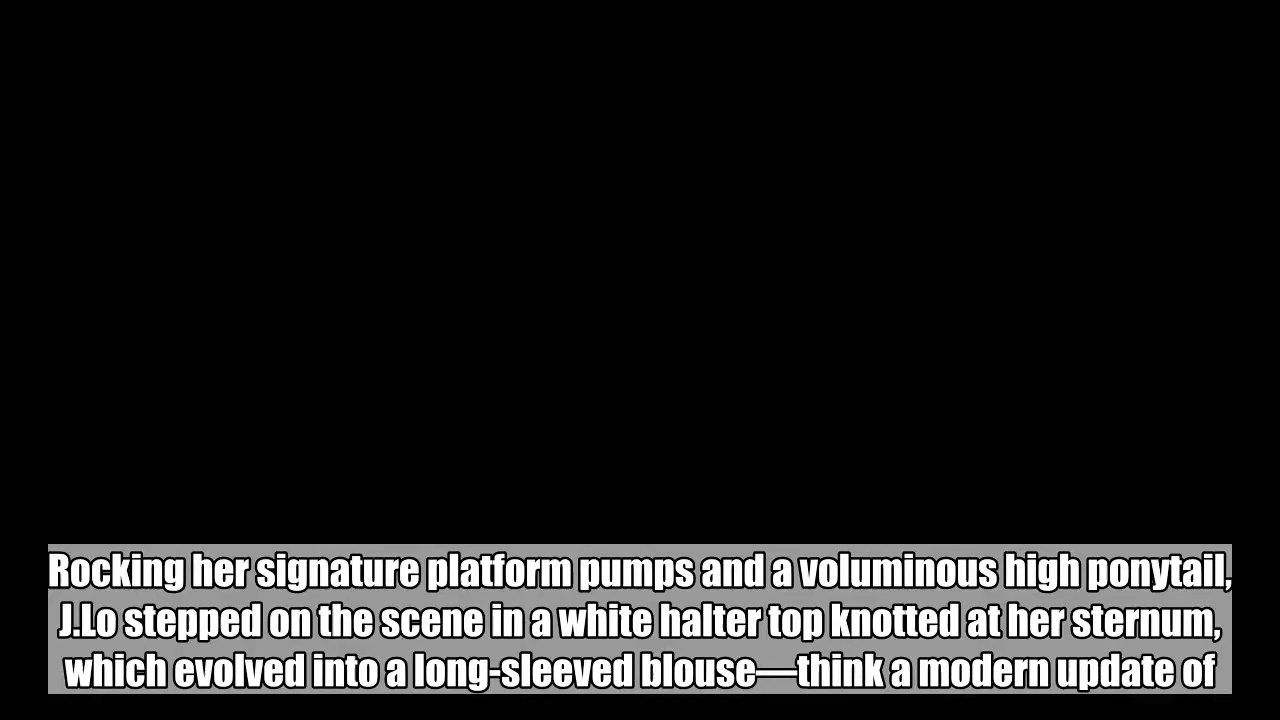 Rocking her signature platform pumps and a voluminous high ponytail,
J.Lo stepped on the scene in a white halter top knotted at her sternum,
which evolved into a long-sleeved blouse—think a modern update of